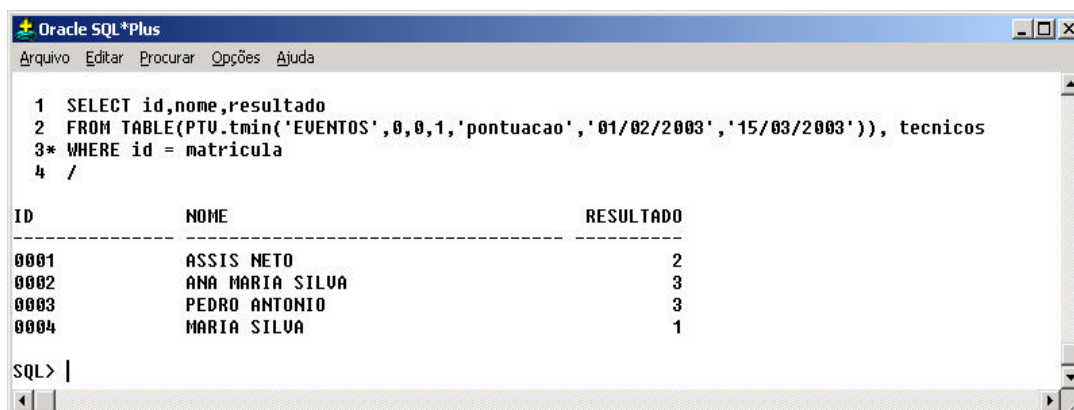 Oracle SQL*Plus
Arquivo Editar Procurar Opções Ajuda
1 SELECT id,nome,resultado
2 FROM TABLE(PTV.tmin('EVENTOS',0,0,1,'pontuacao','01/02/2003','15/03/2003')), tecnicos
3* WHERE id = matricula
4 /
ID NOME RESULTADO
--------------- ----------------------------------- ----------
0001 ASSIS NETO 2
0002 ANA MARIA SILVA 3
0003 PEDRO ANTONIO 3
0004 MARIA SILVA 1
SQL>